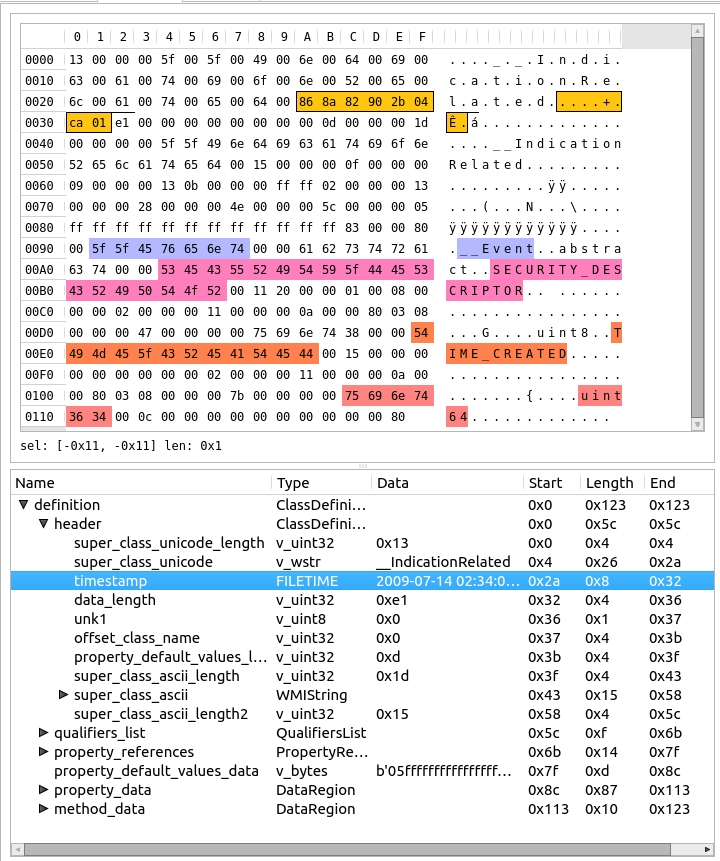 0 1 2 3 4 5 6 7 8 9 A B C D E F
0000 13 00 00 00 5f 00 5f 00 49 00 6e 00 64 00 69 00 ...._._.I.n.d.i.
0010 63 00 61 00 74 00 69 00 6f 00 6e 00 52 00 65 00 c.a.t.i.o.n.R.e.
0020 6c 00 61 00 74 00 65 00 64 00 86 8a 82 90 2b 04 l.a.t.e.d.....+.
0030 ca 01 e1 00 00 00 00 00 00 00 00 0d 00 00 00 1d Ê.á.............
0040 00 00 00 00 5f 5f 49 6e 64 69 63 61 74 69 6f 6e ....__Indication
0050 52 65 6c 61 74 65 64 00 15 00 00 00 0f 00 00 00 Related.........
0060 09 00 00 00 13 0b 00 00 00 ff ff 02 00 00 00 13 .........ÿÿ.....
0070 00 00 00 28 00 00 00 4e 00 00 00 5c 00 00 00 05 ...(...N...\....
0080 ff ff ff ff ff ff ff ff ff ff ff ff 83 00 00 80 ÿÿÿÿÿÿÿÿÿÿÿÿ....
0090 00 5f 5f 45 76 65 6e 74 00 00 61 62 73 74 72 61 .__Event..abstra
00A0 63 74 00 00 53 45 43 55 52 49 54 59 5f 44 45 53 ct..SECURITY_DES
00B0 43 52 49 50 54 4f 52 00 11 20 00 00 01 00 08 00 CRIPTOR.. ......
00C0 00 00 02 00 00 00 11 00 00 00 0a 00 00 80 03 08 ................
00D0 00 00 00 47 00 00 00 00 75 69 6e 74 38 00 00 54 ...G....uint8..T
00E0 49 4d 45 5f 43 52 45 41 54 45 44 00 15 00 00 00 IME_CREATED.....
00F0 00 00 00 00 00 02 00 00 00 11 00 00 00 0a 00 ................
0100 00 80 03 08 00 00 00 7b 00 00 00 00 75 69 6e 74 .......{....uint
0110 36 34 00 0c 00 00 00 00 00 00 00 00 00 00 80 64.............
sel: [-0x11, -0x11] len: 0x1
Name Type Data Start Length End
definition ClassDefini... 0x0 0x123 0x123
header ClassDefini... 0x0 0x5c 0x5c
super_class_unicode_length v_uint32 0x13 0x0 0x4 0x4
super_class_unicode v_wstr __IndicationRelated 0x4 0x26 0x2a
timestamp FILETIME 2009-07-14 02:34:0... 0x2a 0x8 0x32
data_length v_uint32 0xe1 0x32 0x4 0x36
unk1 v_uint8 0x0 0x36 0x1 0x37
offset_class_name v_uint32 0x0 0x37 0x4 0x3b
property_default_values_l... v_uint32 0xd 0x3b 0x4 0x3f
super_class_ascii_length v_uint32 0x1d 0x3f 0x4 0x43
super_class_ascii WMIString 0x43 0x15 0x58
super_class_ascii_length2 v_uint32 0x15 0x58 0x4 0x5c
qualifiers_list QualifiersList 0x5c 0xf 0x6b
property_references PropertyRe... 0x6b 0x14 0x7f
property_default_values_data v_bytes b'05ffffffffffffffff... 0x7f 0xd 0x8c
property_data DataRegion 0x8c 0x87 0x113
method_data DataRegion 0x113 0x10 0x123